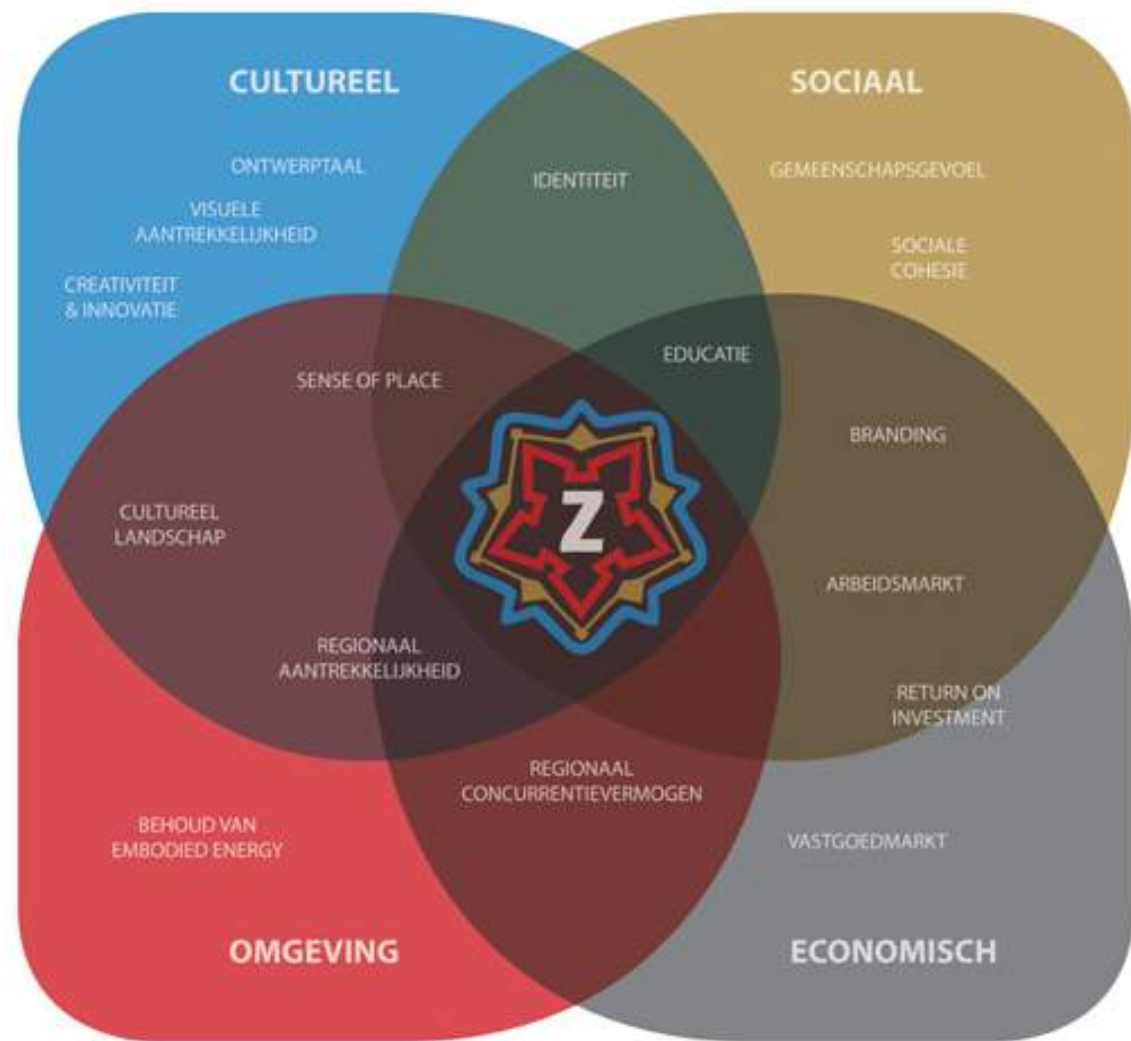 CULTUREEL
SOCIAAL
ONTWERPTAAL
IDENTITEIT
GEMEENSCHAPSGEVOEL
VISUELE
AANTREKKELIJKHEID
SOCIALE
COHESIE
CREATIVITEIT
& INNOVATIE
EDUCATIE
SENSE OF PLACE
BRANDING
Z
CULTUREEL
LANDSCHAP
ARBEIDSMARKT
REGIONAAL
AANTREKKELIJKHEID
RETURN ON
INVESTMENT
REGIONAAL
CONCURRENTIEVERMOGEN
BEHOUD VAN
EMBODIED ENERGY
VASTGOEDMARKT
OMGEVING
ECONOMISCH